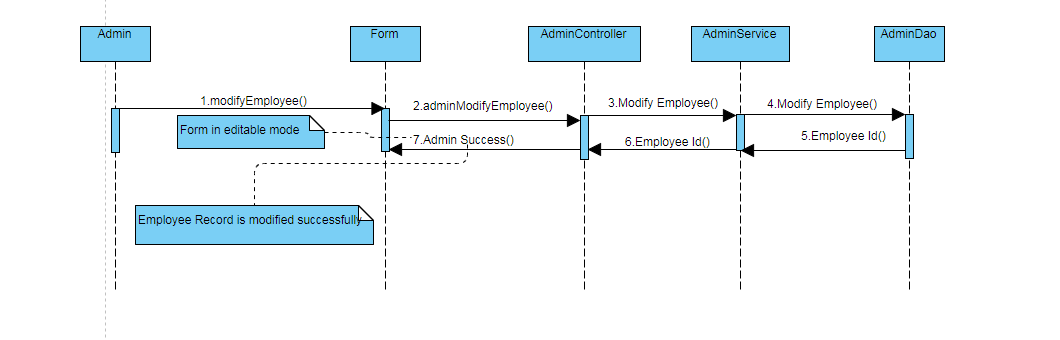 Admin
Form
AdminController
AdminService
AdminDao
1.modifyEmployee()
2.adminModifyEmployee()
3.Modify Employee()
4.Modify Employee()
Form in editable mode
7.Admin Success()
6.Employee Id()
5.Employee Id()
Employee Record is modified successfully